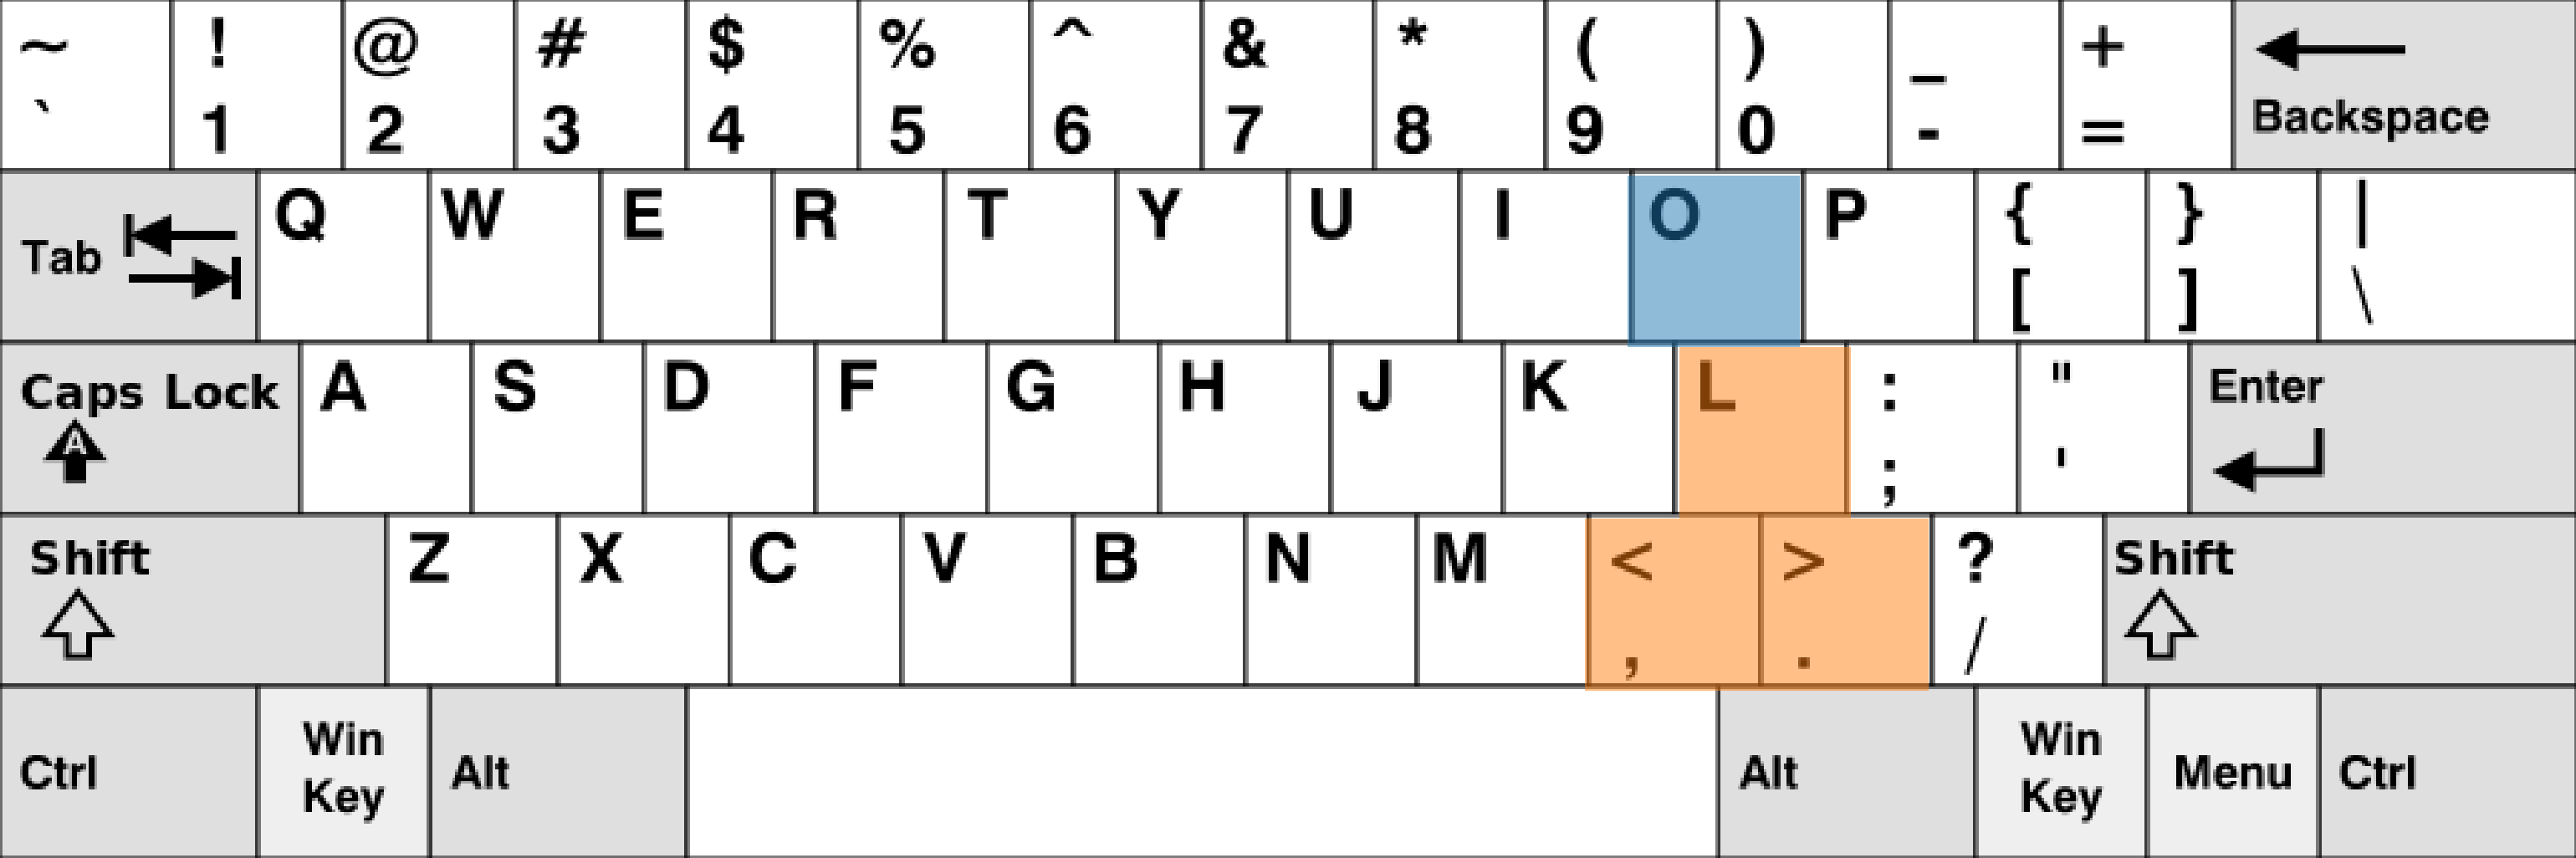 ~ ! @ # $ % ^ & * ( ) _ +
` 1 2 3 4 5 6 7 8 9 0 - = Backspace
Tab Q W E R T Y U I O P { } |
[ ] \
Caps Lock A S D F G H J K L : " Enter
A ; '
Shift Z X C V B N M < > ? Shift
, . /
Ctrl Win Key Alt Alt Win Key Menu Ctrl